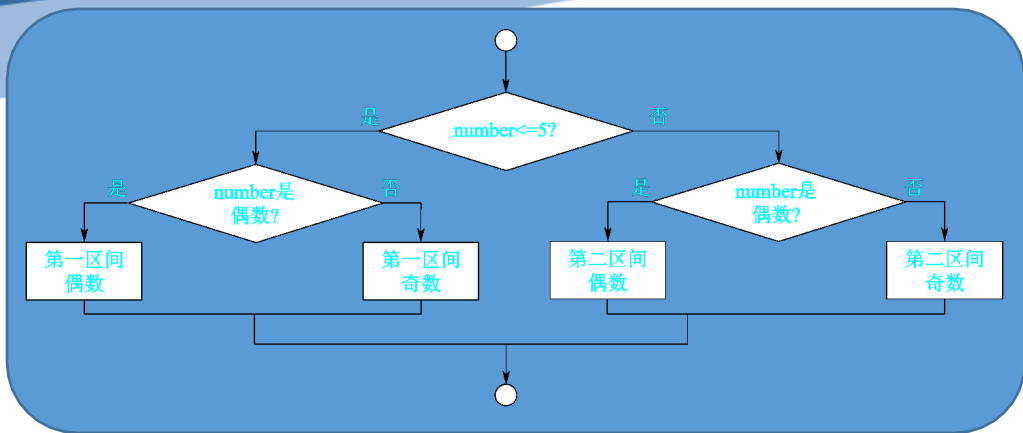 是
number<=5?
否
是
number是
偶数?
否
是
number是
偶数?
否
第一区间
偶数
第一区间
奇数
第二区间
偶数
第二区间
奇数